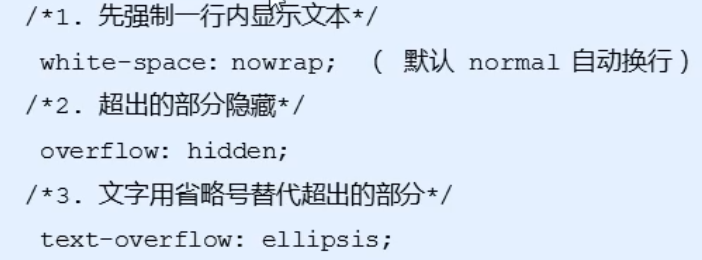 /*1. 先强制一行内显示文本*/
white-space: nowrap; ( 默认 normal 自动换行)
/*2. 超出的部分隐藏*/
overflow: hidden;
/*3. 文字用省略号替代超出的部分*/
text-overflow: ellipsis;